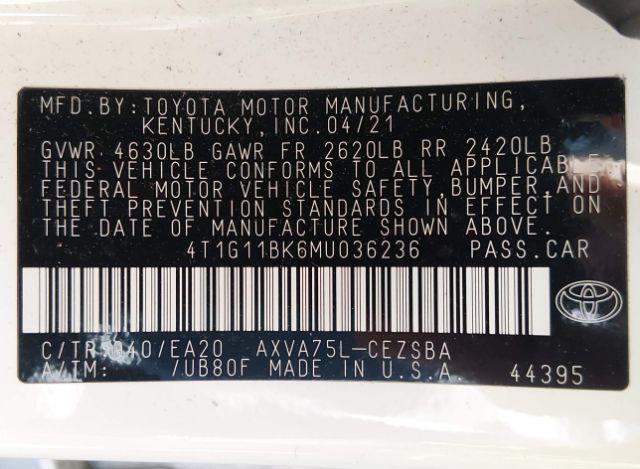 MFD.BY:TOYOTA MOTOR MANUFACTURING,
KENTUCKY,INC.04/21
GVWR 4630LB GAWR FR 2620LB RR 2420LB
THIS VEHICLE CONFORMS TO ALL APPLICABLE
FEDERAL MOTOR VEHICLE SAFETY,BUMPER,AND
THEFT PREVENTION STANDARDS IN EFFECT ON
THE DATE OF MANUFACTURE SHOWN ABOVE.
4T1G11BK6MU036236 PASS.CAR
C/TR: /EA20 AXVA75L-CEZSBA
A/TM: /UB80F MADE IN U.S.A. 44395